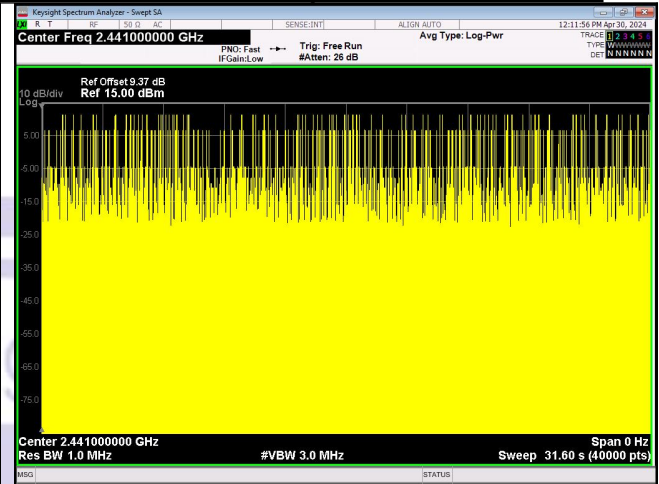 Keysight Spectrum Analyzer - Swept SA
R T RF 50 Ω AC SENSE:INT ALIGN AUTO 12:11:56 PM Apr 30, 2024
Center Freq 2.441000000 GHz
PNO: Fast
IFGain:Low
Trig: Free Run
#Atten: 26 dB
Avg Type: Log-Pwr
TRACE 1 2 3 4 5 6
TYPE WWWWWW
DET N N N N N N
Ref Offset 9.37 dB
10 dB/div Ref 15.00 dBm
Log
5.00
-5.00
-15.0
-25.0
-35.0
-45.0
-55.0
-65.0
-75.0
Center 2.441000000 GHz Span 0 Hz
Res BW 1.0 MHz #VBW 3.0 MHz Sweep 31.60 s (40000 pts)
MSG STATUS